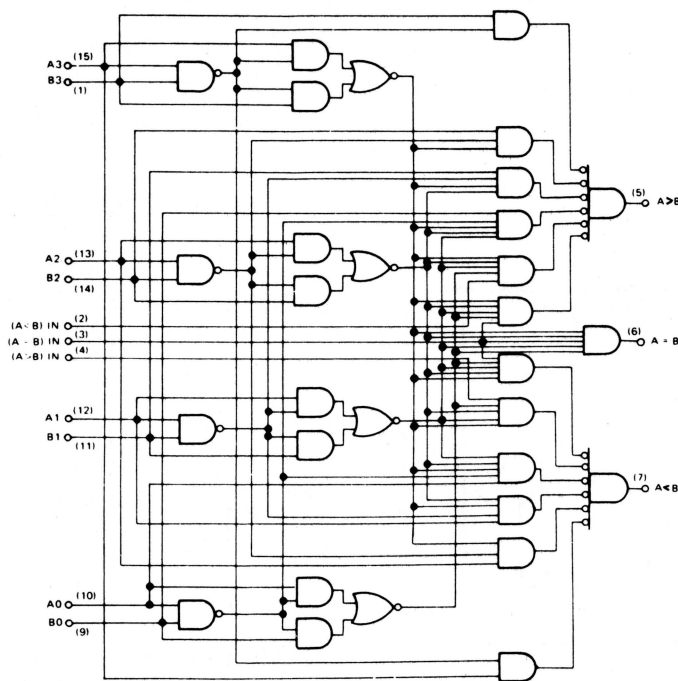 A3 (15)
B3 (1)
A2 (13)
B2 (14)
(A<B) IN (2)
(A=B) IN (3)
(A>B) IN (4)
A1 (12)
B1 (11)
A0 (10)
B0 (9)
(5) A>B
(6) A = B
(7) A<B